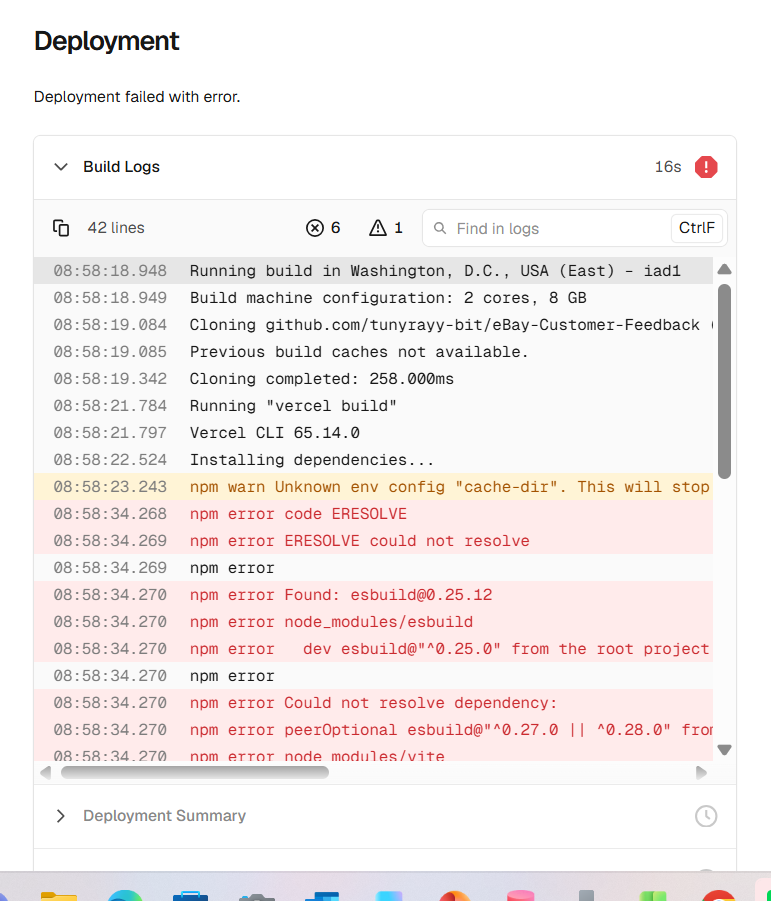 Deployment
Deployment failed with error.
Build Logs 16s
42 lines 6 1 Find in logs CtrlF
08:58:18.948 Running build in Washington, D.C., USA (East) – iad1
08:58:18.949 Build machine configuration: 2 cores, 8 GB
08:58:19.084 Cloning github.com/tunyrayy-bit/eBay-Customer-Feedback (
08:58:19.085 Previous build caches not available.
08:58:19.342 Cloning completed: 258.000ms
08:58:21.784 Running "vercel build"
08:58:21.797 Vercel CLI 65.14.0
08:58:22.524 Installing dependencies...
08:58:23.243 npm warn Unknown env config "cache-dir". This will stop
08:58:34.268 npm error code ERESOLVE
08:58:34.269 npm error ERESOLVE could not resolve
08:58:34.269 npm error
08:58:34.270 npm error Found: esbuild@0.25.12
08:58:34.270 npm error node_modules/esbuild
08:58:34.270 npm error   dev esbuild@"^0.25.0" from the root project
08:58:34.270 npm error
08:58:34.270 npm error Could not resolve dependency:
08:58:34.270 npm error peerOptional esbuild@"^0.27.0 || ^0.28.0" from
08:58:34.270 npm error node_modules/vite
Deployment Summary